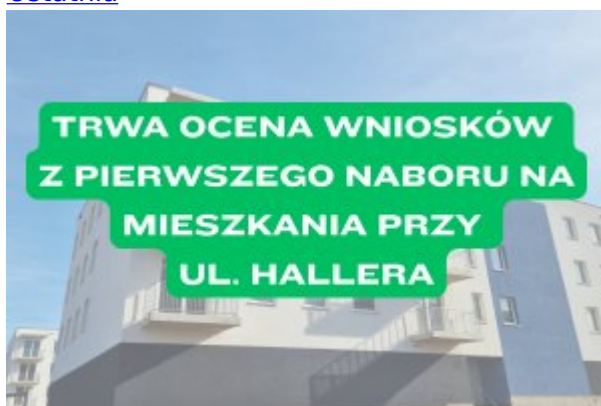 TRWA OCENA WNIOSKÓW
Z PIERWSZEGO NABORU NA
MIESZKANIA PRZY
UL. HALLERA